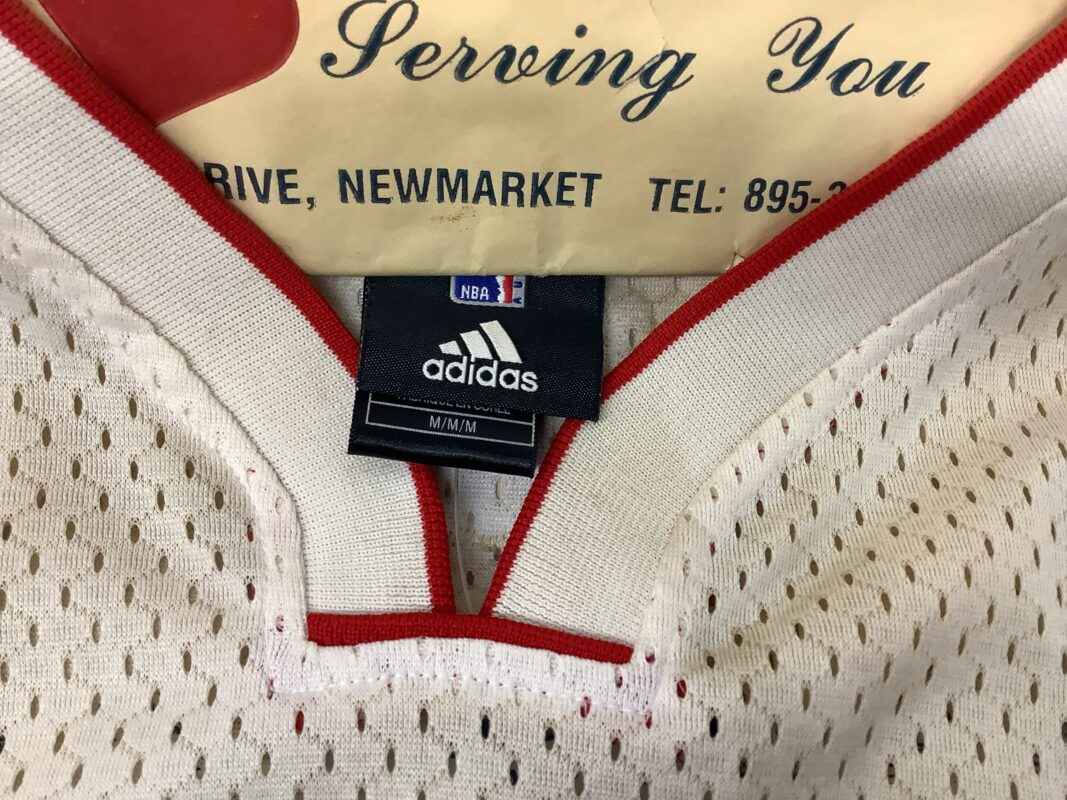 Serving You
RIVE, NEWMARKET TEL: 895-
NBA
adidas
M/M/M